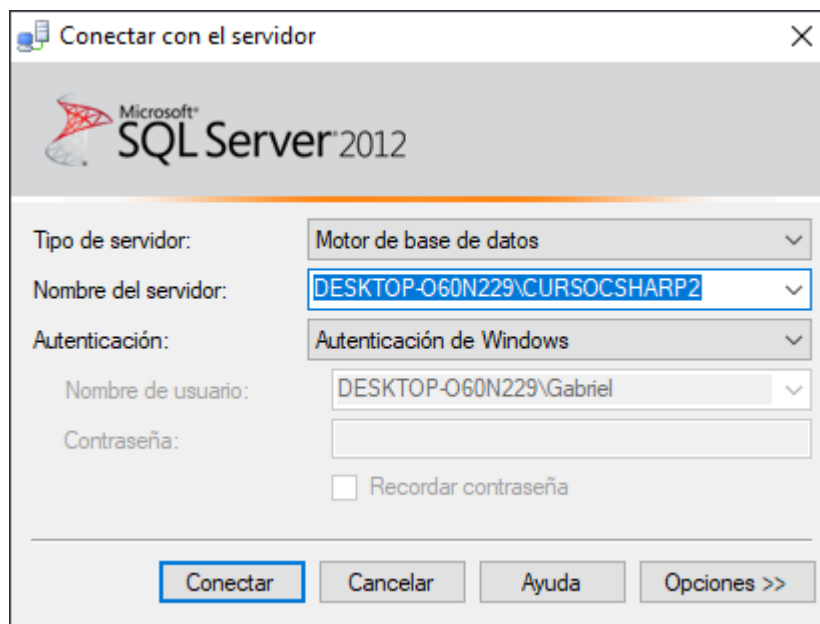 Conectar con el servidor
Microsoft®
SQL Server® 2012
Tipo de servidor: Motor de base de datos
Nombre del servidor: DESKTOP-O60N229\CURSOCSHARP2
Autenticación: Autenticación de Windows
Nombre de usuario: DESKTOP-O60N229\Gabriel
Contraseña:
Recordar contraseña
Conectar Cancelar Ayuda Opciones >>